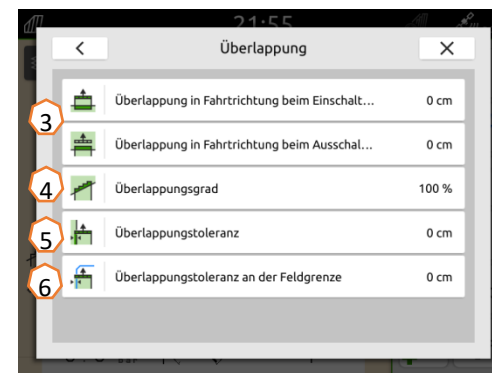 21:55
Überlappung
3
Überlappung in Fahrtrichtung beim Einschalt... 0 cm
Überlappung in Fahrtrichtung beim Ausschal... 0 cm
4 Überlappungsgrad 100 %
5 Überlappungstoleranz 0 cm
6 Überlappungstoleranz an der Feldgrenze 0 cm